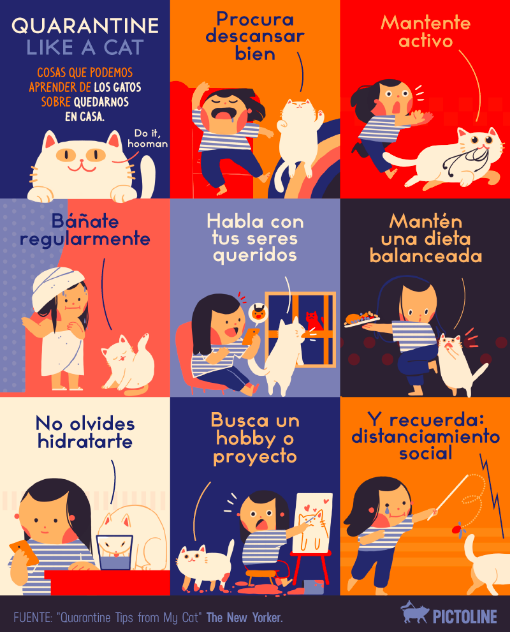 QUARANTINE
LIKE A CAT
COSAS QUE PODEMOS
APRENDER DE LOS GATOS
SOBRE QUEDARNOS
EN CASA.
Do it,
hooman
Procura
descansar
bien
Mantente
activo
Báñate
regularmente
Habla con
tus seres
queridos
Mantén
una dieta
balanceada
No olvides
hidratarte
Busca un
hobby o
proyecto
Y recuerda:
distanciamiento
social
FUENTE: "Quarantine Tips from My Cat" The New Yorker.
PICTOLINE